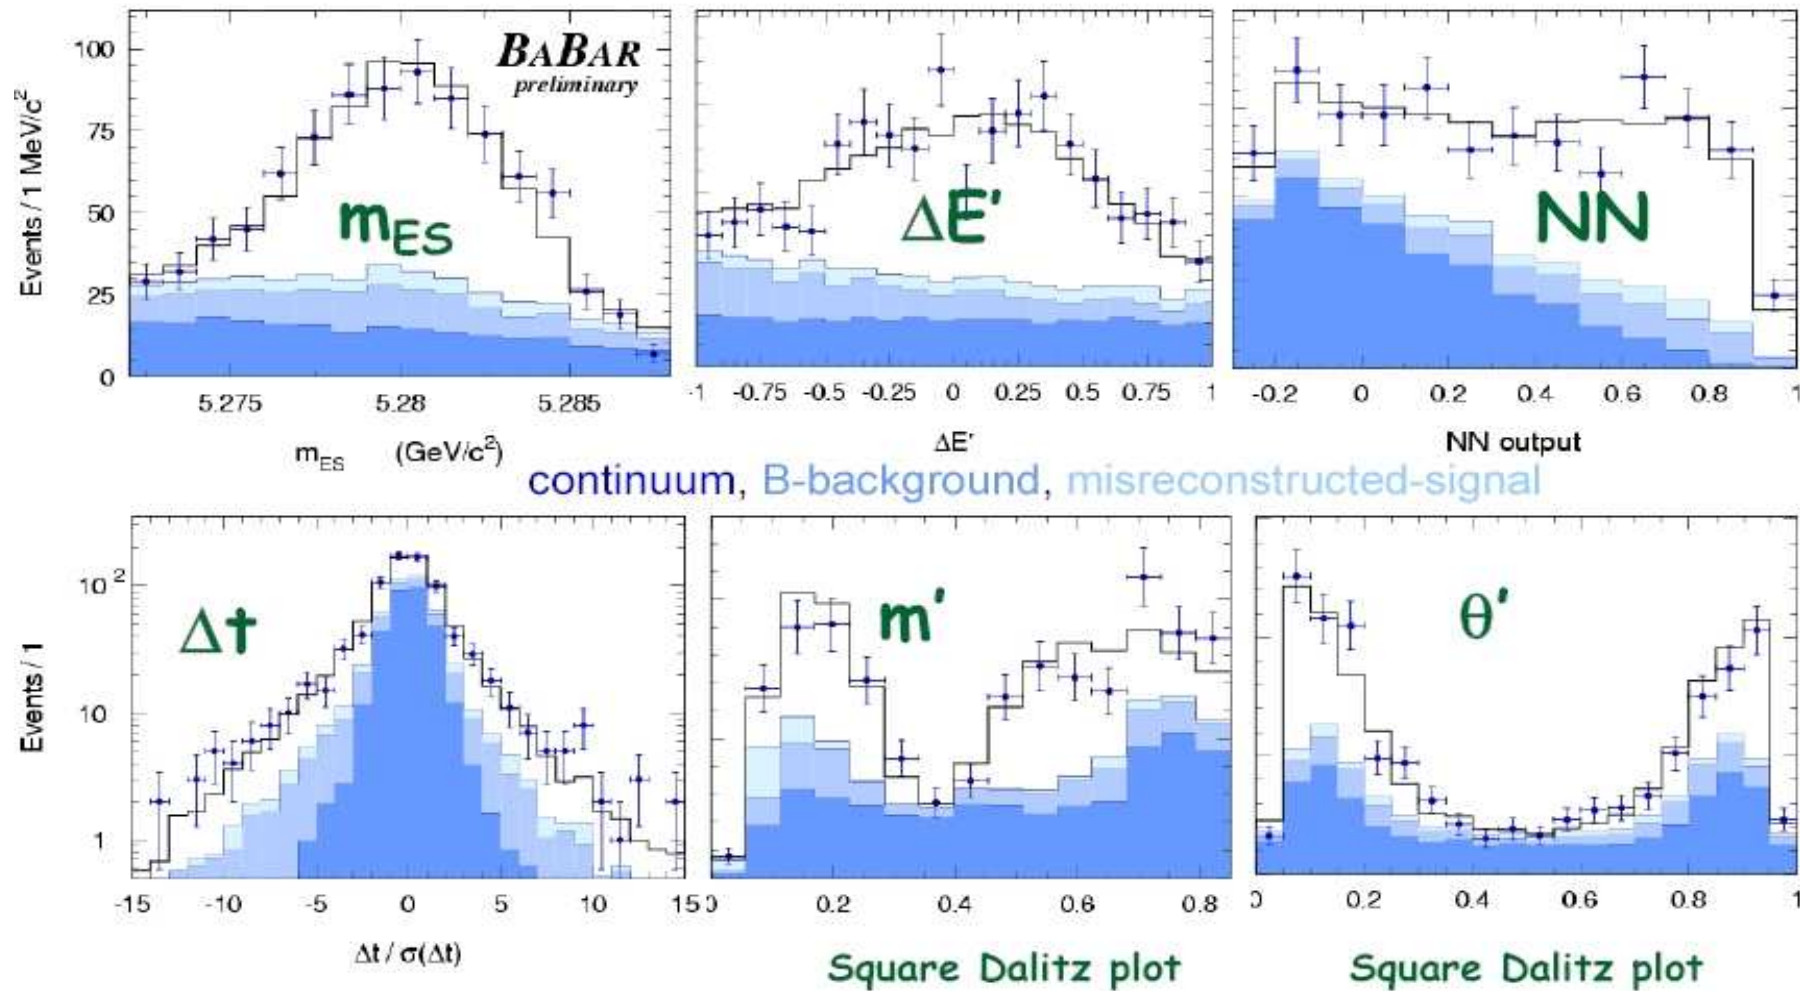 BABAR
preliminary
Events / 1 MeV/c²
100
75
50
25
0
m_ES
5.275 5.28 5.285
m_ES (GeV/c²)
ΔE'
-1 -0.75 -0.5 -0.25 0 0.25 0.5 0.75 1
ΔE'
NN
-0.2 0 0.2 0.4 0.6 0.8 1
NN output
continuum, B-background, misreconstructed-signal
Events / 1
10²
10
1
Δt
-15 -10 -5 0 5 10 15
Δt / σ(Δt)
m'
0 0.2 0.4 0.6 0.8
Square Dalitz plot
θ'
0 0.2 0.4 0.6 0.8 1
Square Dalitz plot